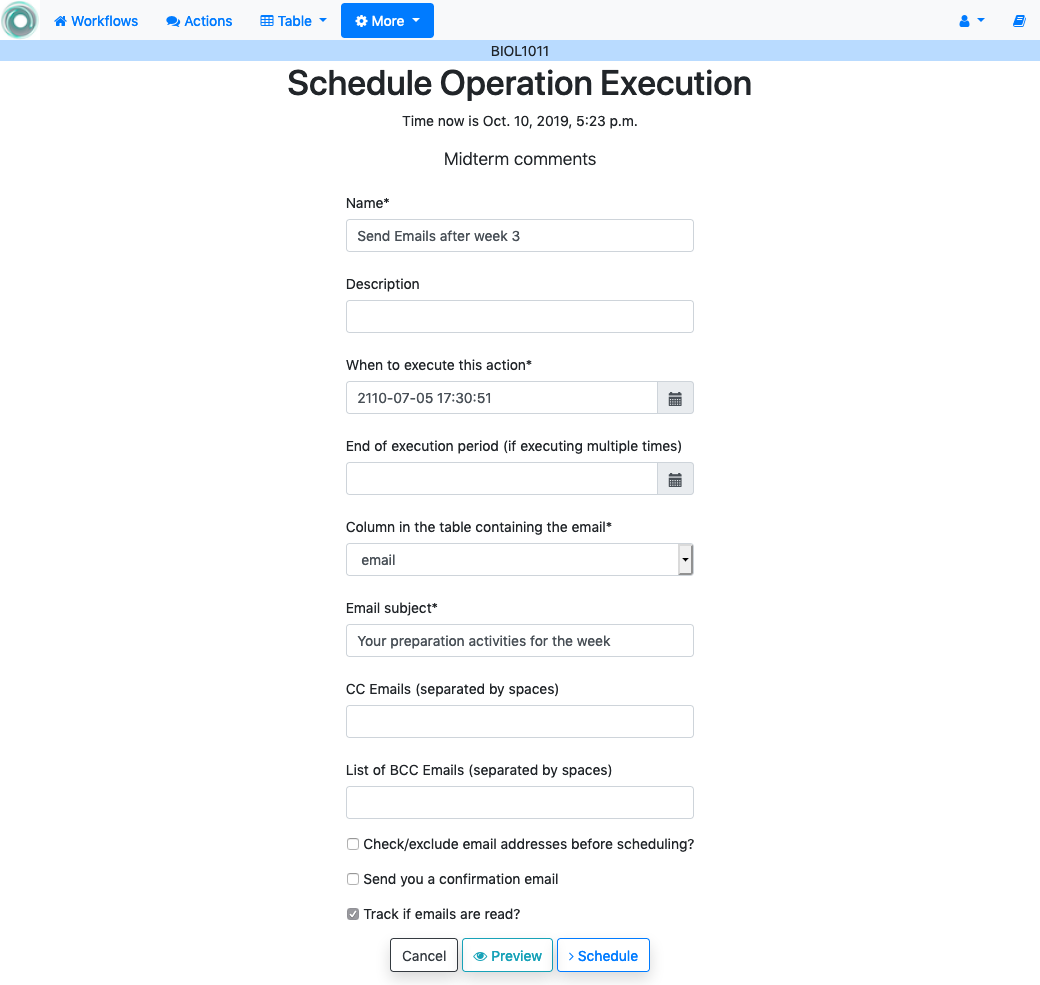 Workflows Actions Table More
BIOL1011
Schedule Operation Execution
Time now is Oct. 10, 2019, 5:23 p.m.
Midterm comments
Name*
Send Emails after week 3
Description
When to execute this action*
2110-07-05 17:30:51
End of execution period (if executing multiple times)
Column in the table containing the email*
email
Email subject*
Your preparation activities for the week
CC Emails (separated by spaces)
List of BCC Emails (separated by spaces)
Check/exclude email addresses before scheduling?
Send you a confirmation email
Track if emails are read?
Cancel Preview Schedule